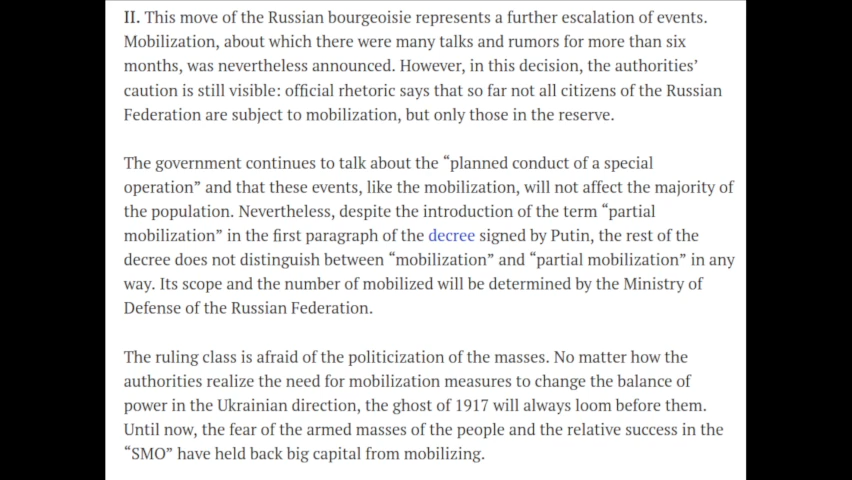 II. This move of the Russian bourgeoisie represents a further escalation of events.
Mobilization, about which there were many talks and rumors for more than six
months, was nevertheless announced. However, in this decision, the authorities’
caution is still visible: official rhetoric says that so far not all citizens of the Russian
Federation are subject to mobilization, but only those in the reserve.
The government continues to talk about the “planned conduct of a special
operation” and that these events, like the mobilization, will not affect the majority of
the population. Nevertheless, despite the introduction of the term “partial
mobilization” in the first paragraph of the decree signed by Putin, the rest of the
decree does not distinguish between “mobilization” and “partial mobilization” in any
way. Its scope and the number of mobilized will be determined by the Ministry of
Defense of the Russian Federation.
The ruling class is afraid of the politicization of the masses. No matter how the
authorities realize the need for mobilization measures to change the balance of
power in the Ukrainian direction, the ghost of 1917 will always loom before them.
Until now, the fear of the armed masses of the people and the relative success in the
“SMO” have held back big capital from mobilizing.